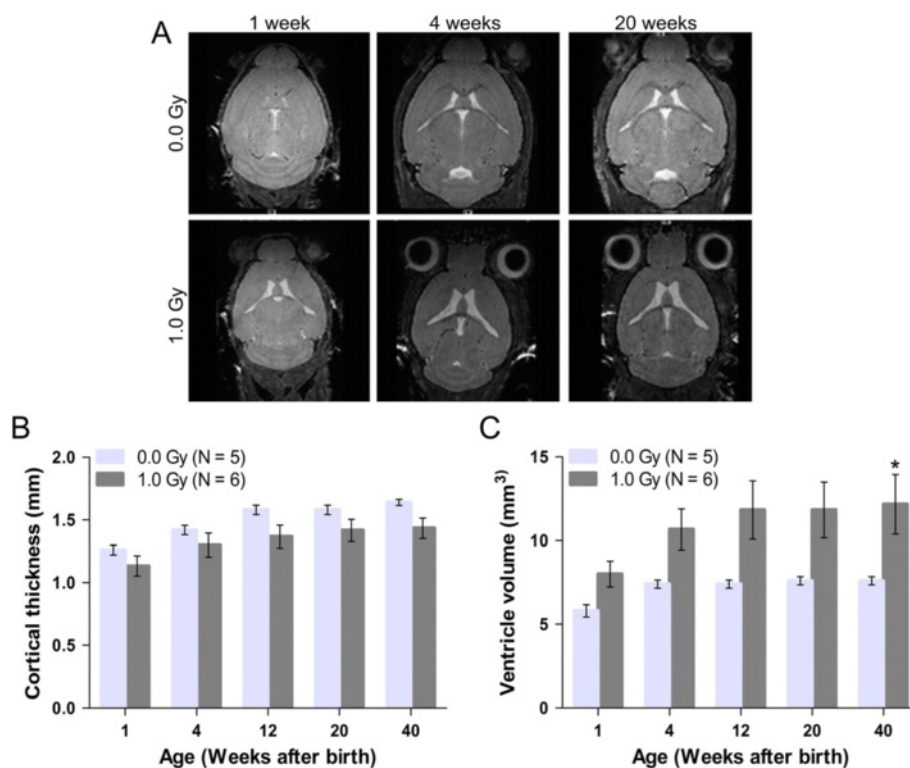 A
1 week
4 weeks
20 weeks
0.0 Gy
1.0 Gy
B
0.0 Gy (N = 5)
1.0 Gy (N = 6)
Cortical thickness (mm)
2.0
1.5
1.0
0.5
0.0
1 4 12 20 40
Age (Weeks after birth)
C
0.0 Gy (N = 5)
1.0 Gy (N = 6)
*
Ventricle volume (mm³)
15
10
5
0
1 4 12 20 40
Age (Weeks after birth)